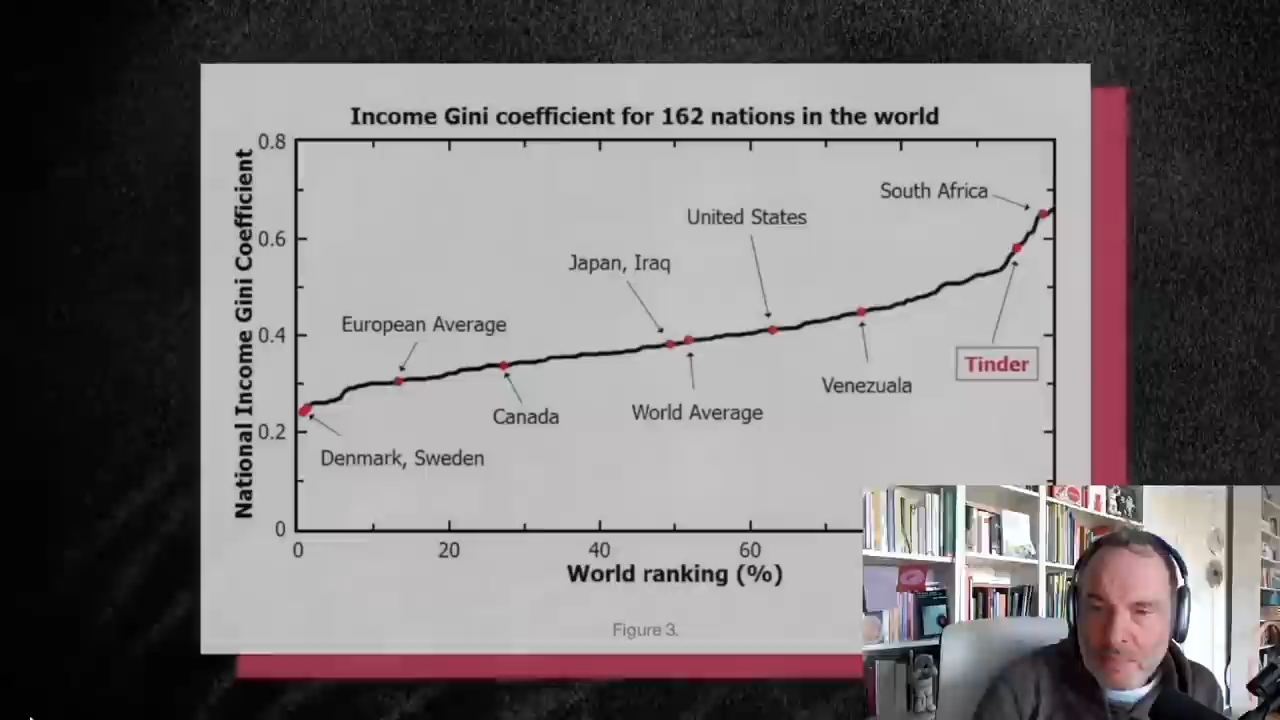 Income Gini coefficient for 162 nations in the world
National Income Gini Coefficient
0.8
0.6
0.4
0.2
0
South Africa
United States
Japan, Iraq
European Average
Tinder
Venezuala
World Average
Canada
Denmark, Sweden
0
20
40
60
World ranking (%)
Figure 3.